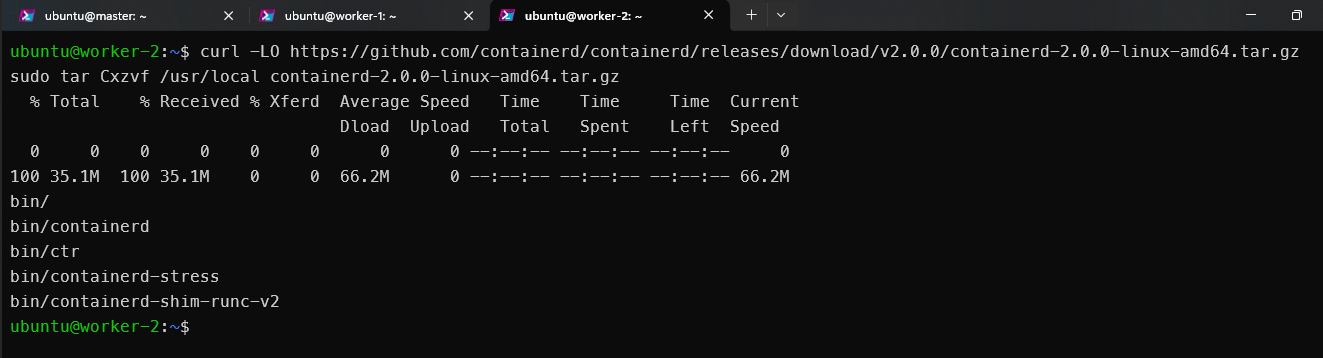 ubuntu@master: ~
ubuntu@worker-1: ~
ubuntu@worker-2: ~
ubuntu@worker-2:~$ curl -LO https://github.com/containerd/containerd/releases/download/v2.0.0/containerd-2.0.0-linux-amd64.tar.gz
sudo tar Cxzvf /usr/local containerd-2.0.0-linux-amd64.tar.gz
  % Total    % Received % Xferd  Average Speed   Time    Time     Time  Current
                                 Dload  Upload   Total   Spent    Left  Speed
  0     0    0     0    0     0      0      0 --:--:-- --:--:-- --:--:--     0
100 35.1M  100 35.1M    0     0  66.2M      0 --:--:-- --:--:-- --:--:-- 66.2M
bin/
bin/containerd
bin/ctr
bin/containerd-stress
bin/containerd-shim-runc-v2
ubuntu@worker-2:~$